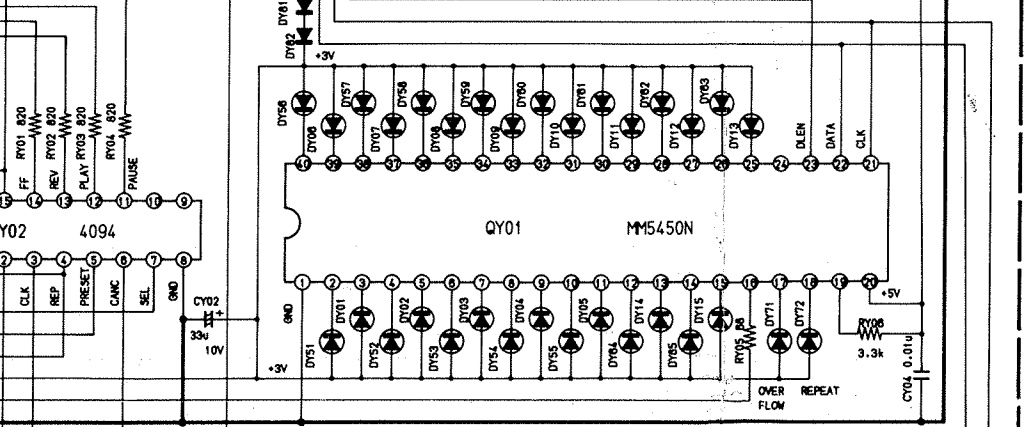 DY81
DY82
+3V
DY56
DY06
DY57
DY07
DY58
DY08
DY59
DY09
DY60
DY10
DY61
DY11
DY62
DY12
DY63
DY13
DLEN
DATA
CLK
RY01 820
RY02 820
RY03 820
RY04 820
FF
REV
PLAY
PAUSE
40 39 38 37 36 35 34 33 32 31 30 29 28 27 26 25 24 23 22 21
15 14 13 12 11 10 9
Y02 4094
QY01 MM5450N
2 3 4 5 6 7 8
CLK
REP
PRESET
CANC
SEL
GND
1 2 3 4 5 6 7 8 9 10 11 12 13 14 15 16 17 18 19 20
+5V
CY02
+
33u
10V
GND
DY51
DY01
DY52
DY02
DY53
DY03
DY54
DY04
DY55
DY05
DY64
DY14
DY65
DY15
RY05 56
DY71
DY72
RY06
3.3k
CY04 0.01u
+3V
OVER FLOW
REPEAT